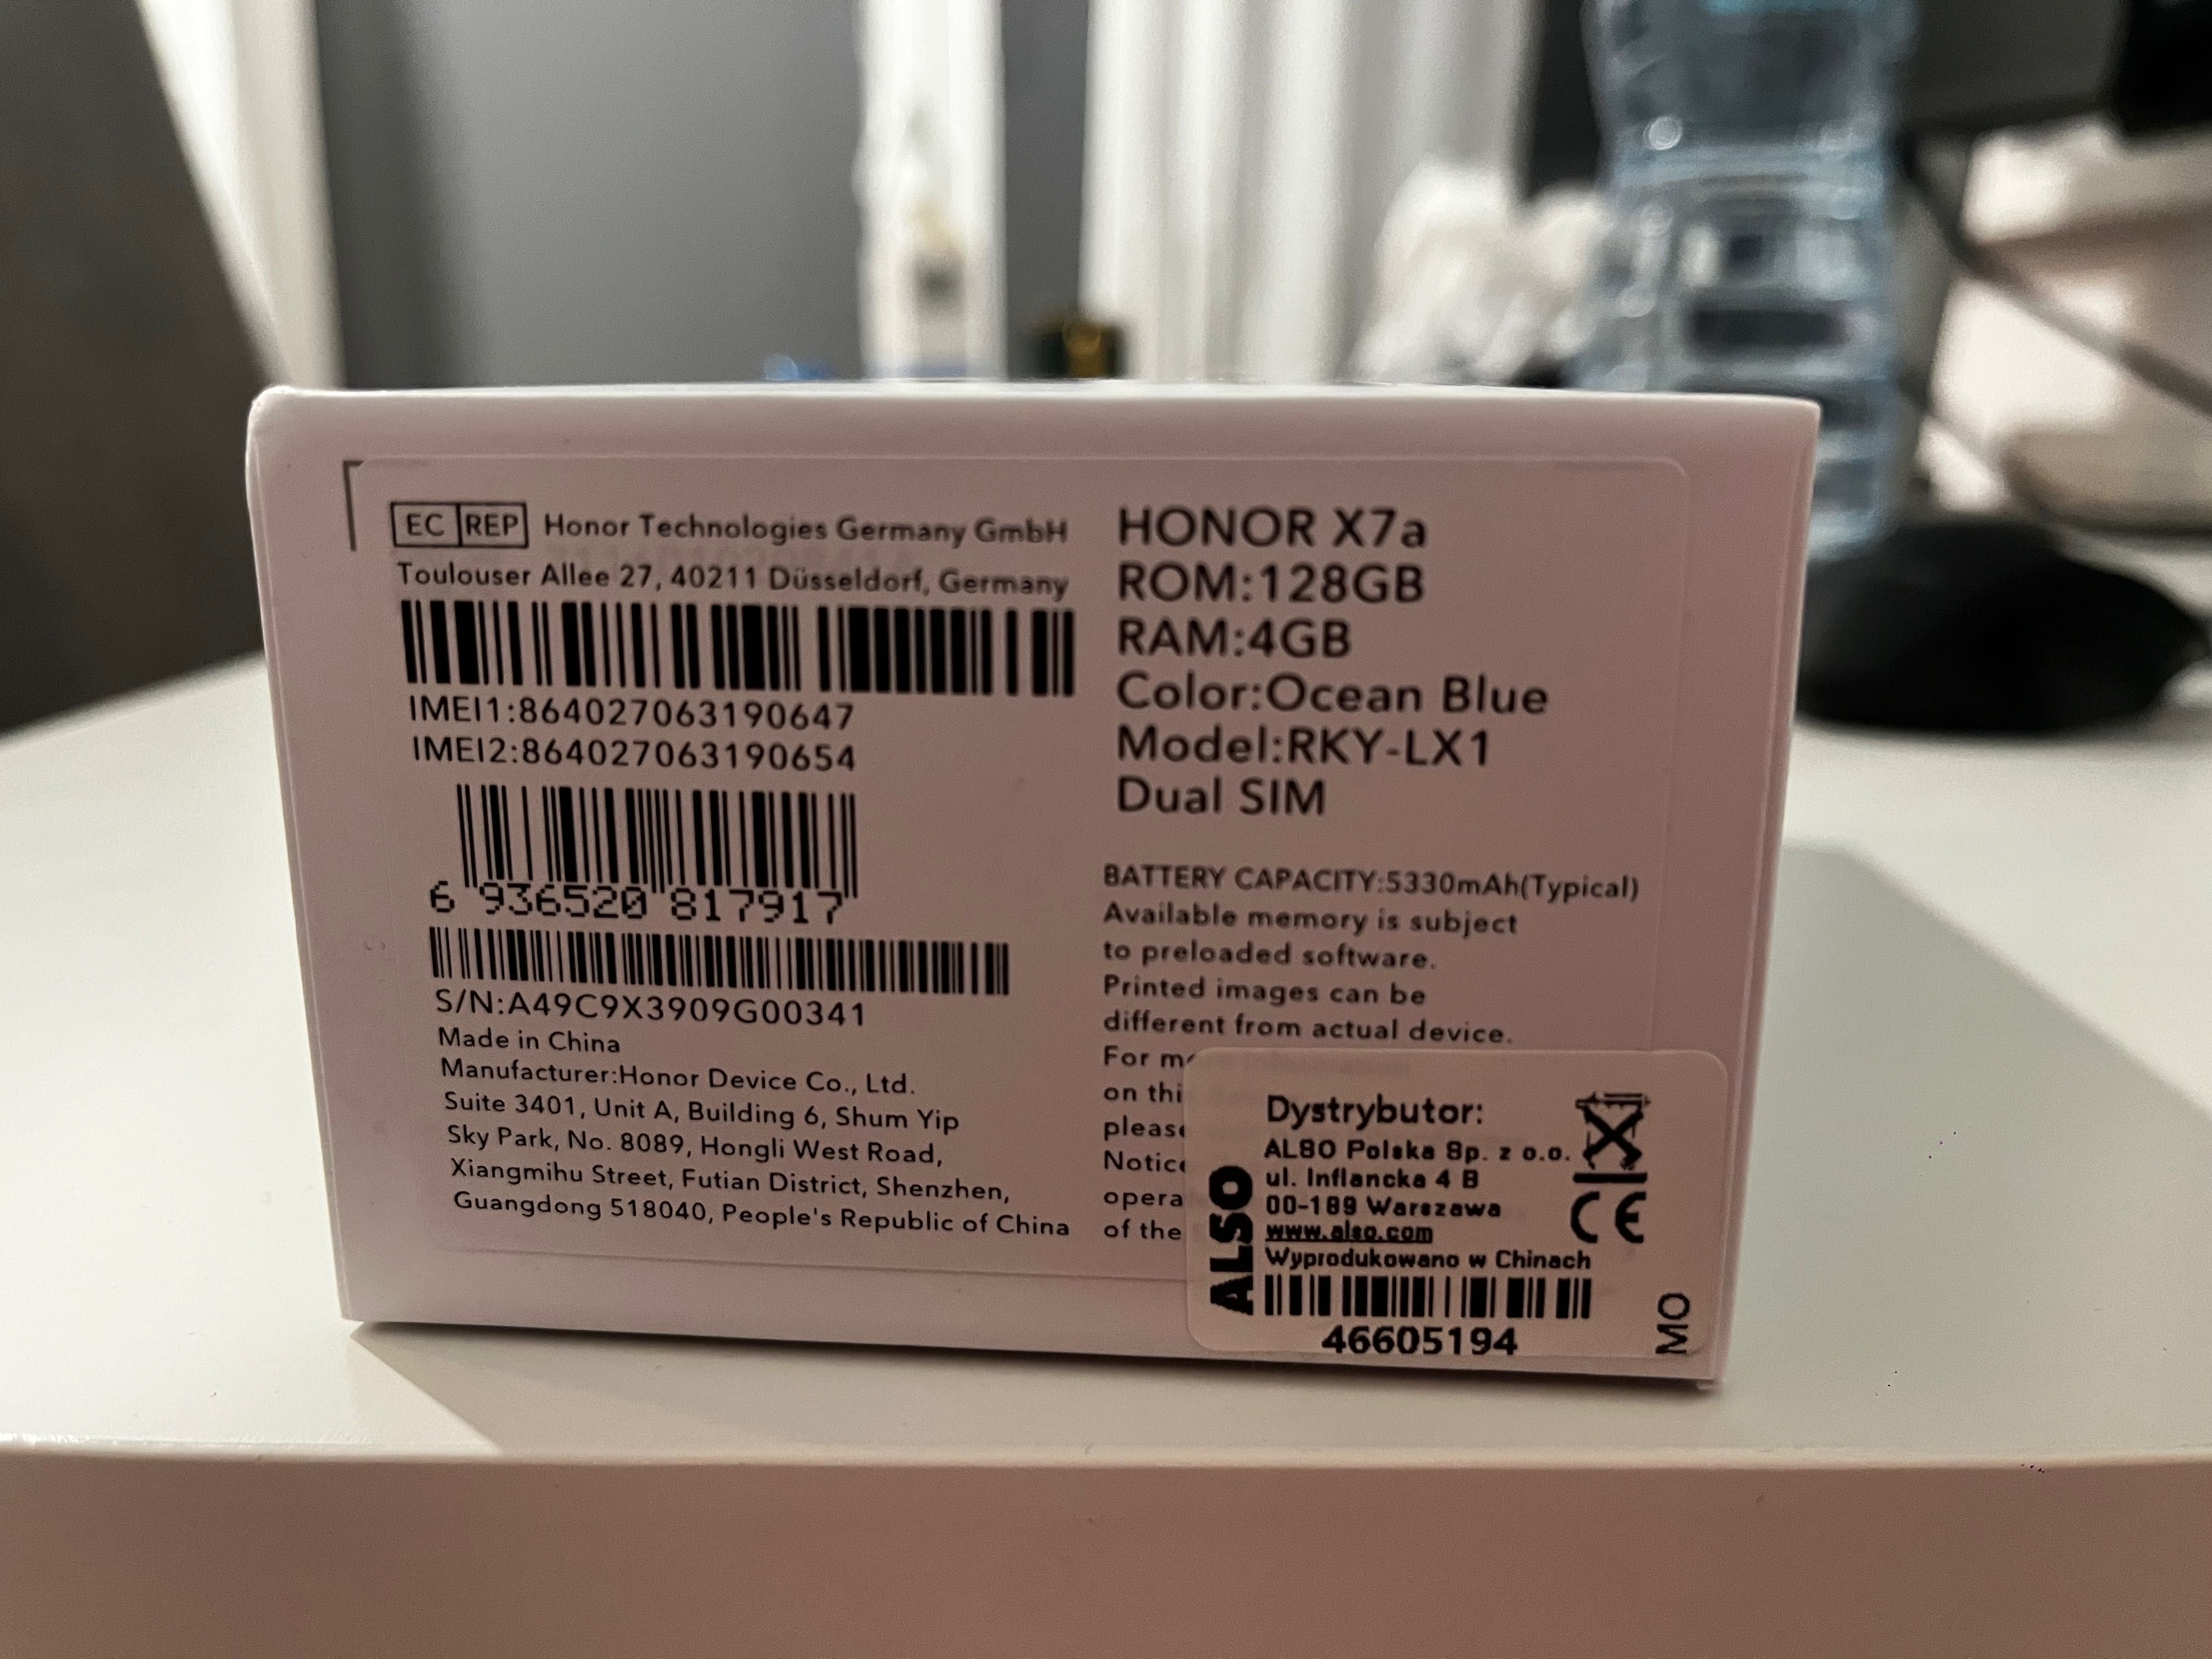 EC REP Honor Technologies Germany GmbH
Toulouser Allee 27, 40211 Düsseldorf, Germany
IMEI1:864027063190647
IMEI2:864027063190654
6 936520 817917
S/N:A49C9X3909G00341
Made in China
Manufacturer:Honor Device Co., Ltd.
Suite 3401, Unit A, Building 6, Shum Yip
Sky Park, No. 8089, Hongli West Road,
Xiangmihu Street, Futian District, Shenzhen,
Guangdong 518040, People's Republic of China
HONOR X7a
ROM:128GB
RAM:4GB
Color:Ocean Blue
Model:RKY-LX1
Dual SIM
BATTERY CAPACITY:5330mAh(Typical)
Available memory is subject
to preloaded software.
Printed images can be
different from actual device.
For
on
of the
Dystrybutor:
ALSO Polska Sp. z o.o.
ul. Inflancka 4 B
00-189 Warszawa
www.also.com
Wyprodukowano w Chinach
46605194
ALSO
CE
MO